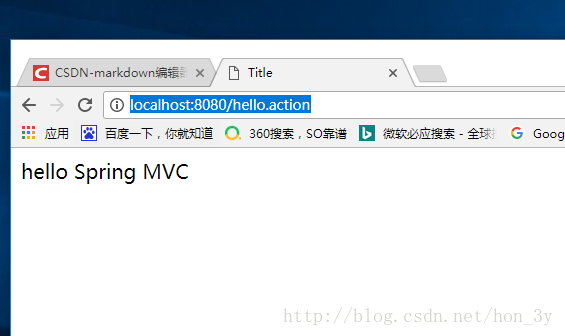 CSDN-markdown编辑器
Title
localhost:8080/hello.action
应用 百度一下，你就知道 360搜索，SO靠谱 微软必应搜索 - 全球搜 Goog
hello Spring MVC
http://blog.csdn.net/hon_3y